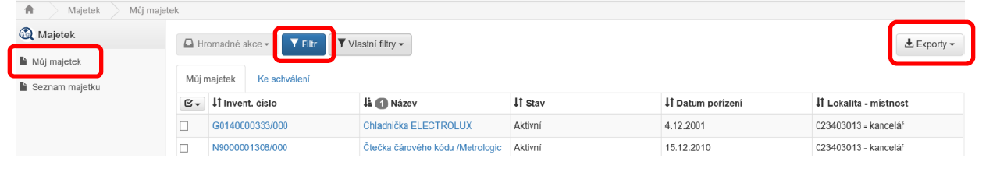 Majetek Můj majetek
Majetek
Můj majetek
Seznam majetku
Hromadné akce Filtr Vlastní filtry Exporty
Můj majetek Ke schválení
Invent. číslo 1 Název Stav Datum pořízení Lokalita - místnost
G0140000333/000 Chladnička ELECTROLUX Aktivní 4.12.2001 023403013 - kancelář
N9000001308/000 Čtečka čárového kódu /Metrologic Aktivní 15.12.2010 023403013 - kancelář